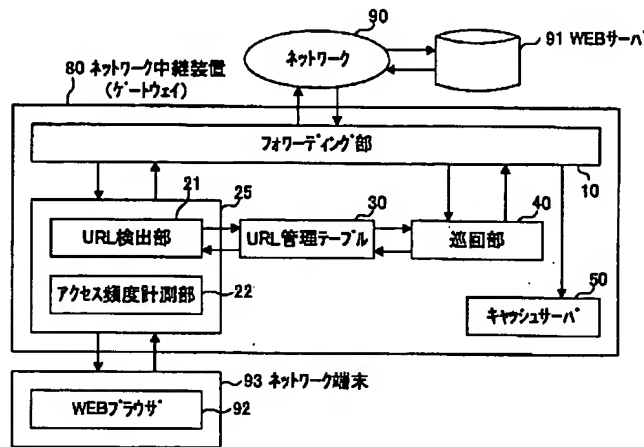 90
ネットワーク
91 WEBサーバ
80 ネットワーク中継装置
(ゲートウェイ)
フォワーディング部
10
25
21
URL検出部
30
URL管理テーブル
40
巡回部
アクセス頻度計測部
22
50
キャッシュサーバ
93 ネットワーク端末
WEBブラウザ
92